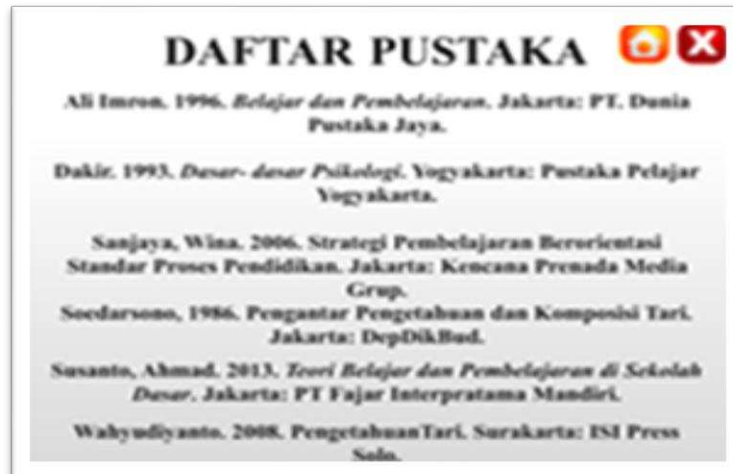 DAFTAR PUSTAKA
Ali Imron. 1996. Belajar dan Pembelajaran. Jakarta: PT. Dunia
Pustaka Jaya.
Dakir. 1993. Dasar- dasar Psikologi. Yogyakarta: Pustaka Pelajar
Yogyakarta.
Sanjaya, Wina. 2006. Strategi Pembelajaran Berorientasi
Standar Proses Pendidikan. Jakarta: Kencana Prenada Media
Grup.
Soedarsono, 1986. Pengantar Pengetahuan dan Komposisi Tari.
Jakarta: DepDikBud.
Susanto, Ahmad. 2013. Teori Belajar dan Pembelajaran di Sekolah
Dasar. Jakarta: PT Fajar Interpratama Mandiri.
Wahyudiyanto. 2008. PengetahuanTari. Surakarta: ISI Press
Solo.